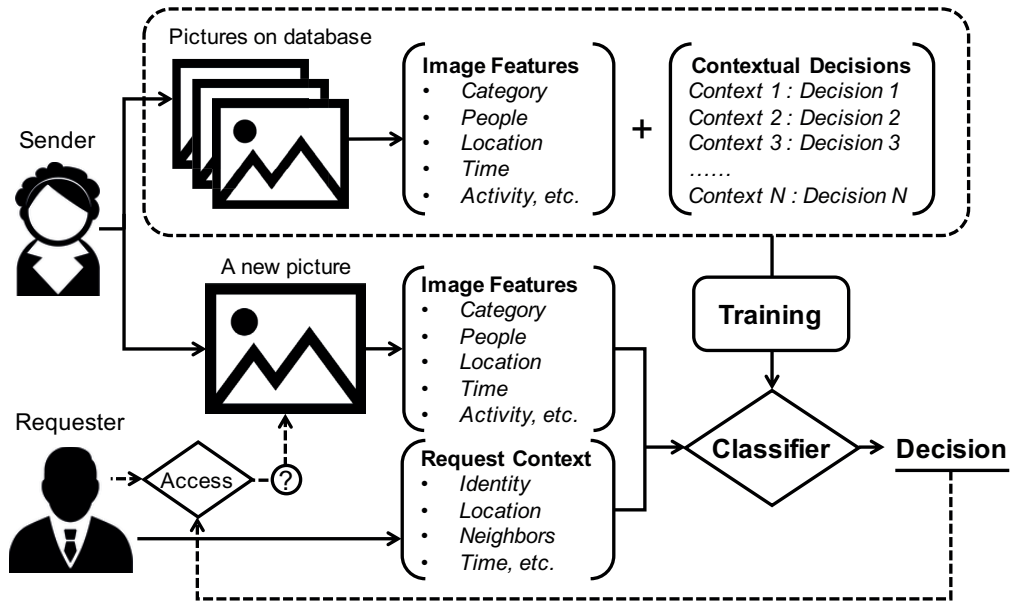 Pictures on database
Image Features
• Category
• People
• Location
• Time
• Activity, etc.
+
Contextual Decisions
Context 1 : Decision 1
Context 2 : Decision 2
Context 3 : Decision 3
......
Context N : Decision N
Sender
A new picture
Image Features
• Category
• People
• Location
• Time
• Activity, etc.
Training
Requester
Access
?
Request Context
• Identity
• Location
• Neighbors
• Time, etc.
Classifier
Decision